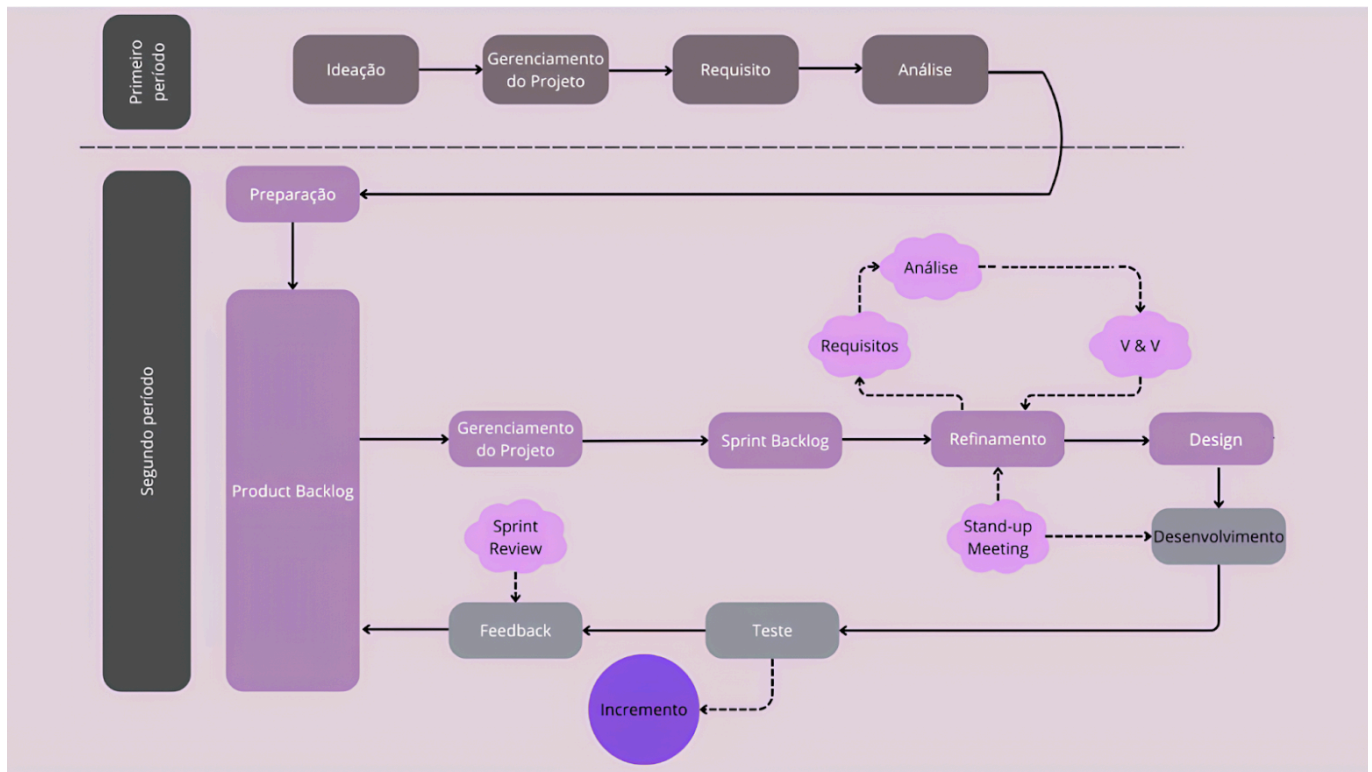 Primeiro
período
Ideação
Gerenciamento
do Projeto
Requisito
Análise
Segundo período
Preparação
Análise
Requisitos
V & V
Product Backlog
Gerenciamento
do Projeto
Sprint Backlog
Refinamento
Design
Sprint
Review
Stand-up
Meeting
Desenvolvimento
Feedback
Teste
Incremento